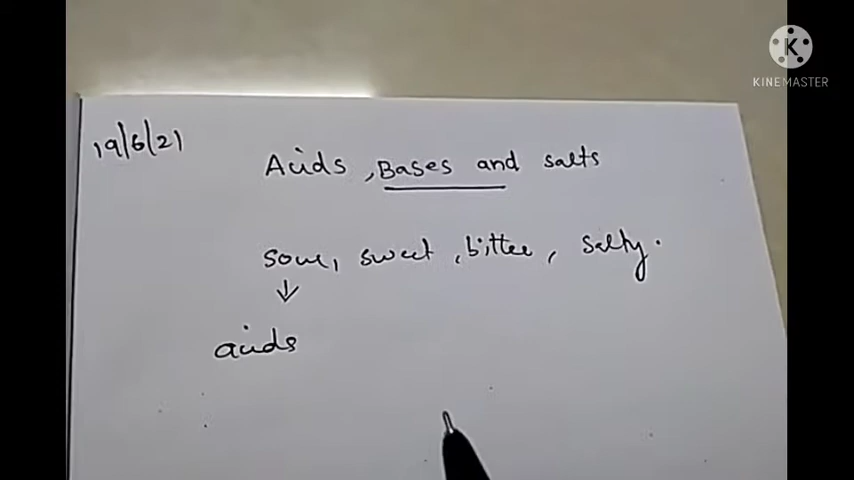 KINEMASTER
19/6/21
Acids, Bases and salts
sour, sweet, bitter, salty.
acids